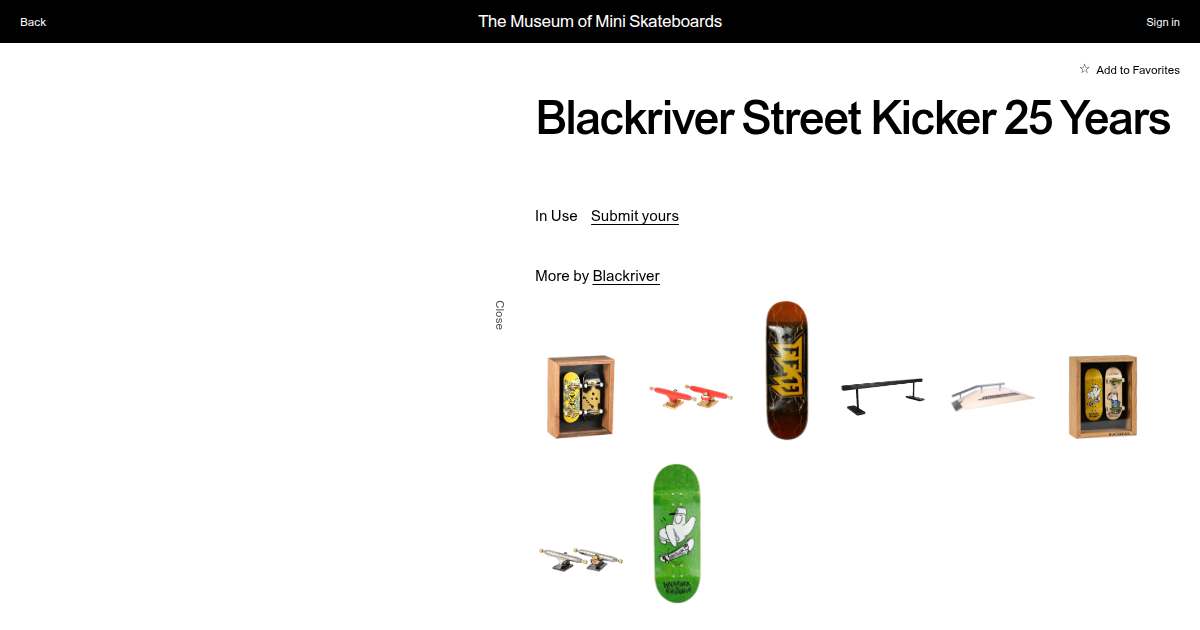 Back
The Museum of Mini Skateboards
Sign in
☆ Add to Favorites
Blackriver Street Kicker 25 Years
In Use Submit yours
More by Blackriver
Close